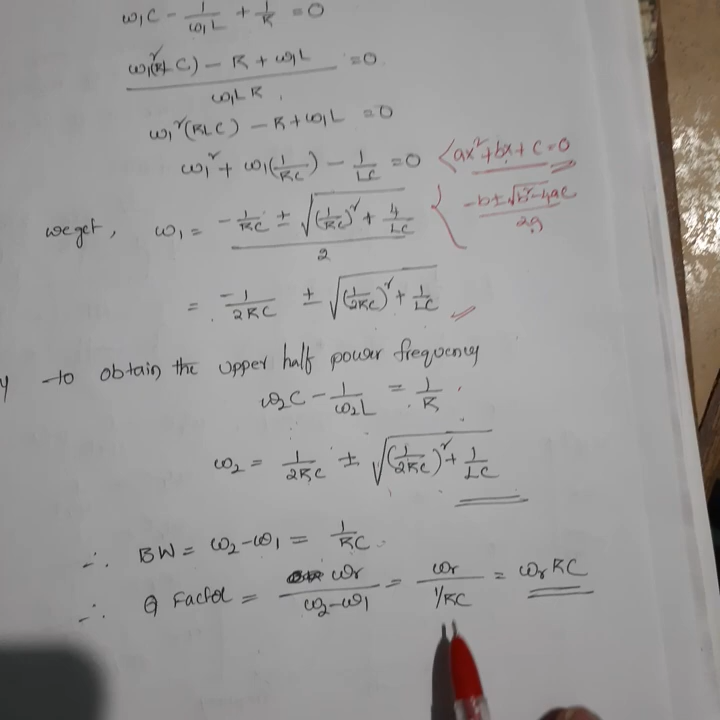 ω₁C − 1/ω₁L + 1/R = 0
ω₁²(RLC) − R + ω₁L / ω₁LR = 0
ω₁²(RLC) − R + ω₁L = 0
ω₁² + ω₁(1/RC) − 1/LC = 0 < ax² + bx + c = 0
we get, ω₁ = (−1/RC ± √((1/RC)² + 4/LC)) / 2 { −b ± √b² − 4ac / 2a
= −1/2RC ± √((1/2RC)² + 1/LC)
y to obtain the upper half power frequency
ω₂C − 1/ω₂L = 1/R .
ω₂ = 1/2RC ± √((1/2RC)² + 1/LC)
∴ BW = ω₂ − ω₁ = 1/RC
∴ Q Factor = ωr/ω₂−ω₁ = ωr/1/RC = ωr RC